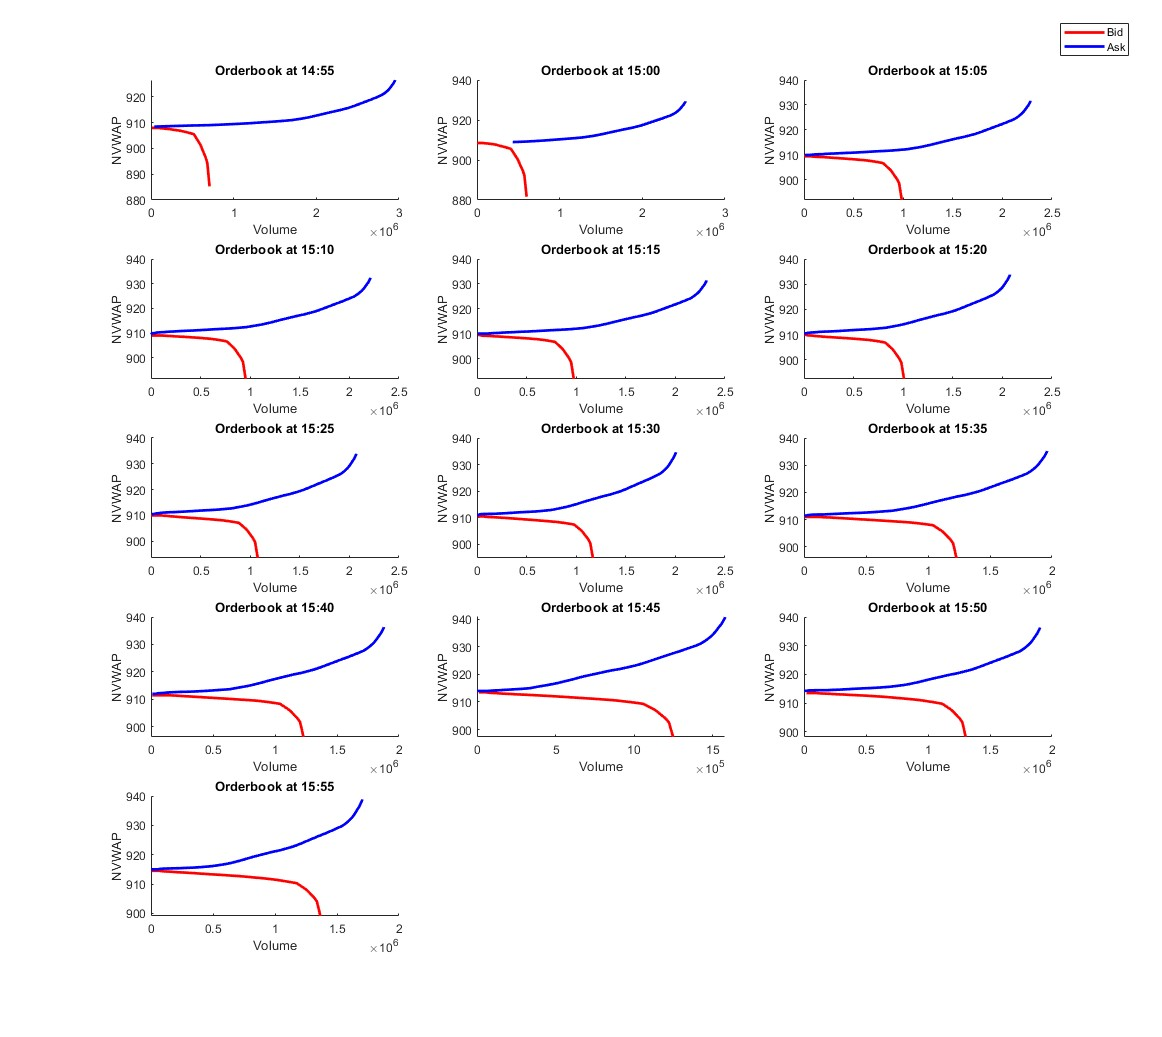 Bid
Ask
Orderbook at 14:55
920
910
900
890
880
NVWAP
0 1 2 3
Volume
×10^6
Orderbook at 15:00
940
920
900
880
NVWAP
0 1 2 3
Volume
×10^6
Orderbook at 15:05
940
930
920
910
900
NVWAP
0 0.5 1 1.5 2 2.5
Volume
×10^6
Orderbook at 15:10
940
930
920
910
900
NVWAP
0 0.5 1 1.5 2 2.5
Volume
×10^6
Orderbook at 15:15
940
930
920
910
900
NVWAP
0 0.5 1 1.5 2 2.5
Volume
×10^6
Orderbook at 15:20
940
930
920
910
900
NVWAP
0 0.5 1 1.5 2 2.5
Volume
×10^6
Orderbook at 15:25
940
930
920
910
900
NVWAP
0 0.5 1 1.5 2 2.5
Volume
×10^6
Orderbook at 15:30
940
930
920
910
900
NVWAP
0 0.5 1 1.5 2 2.5
Volume
×10^6
Orderbook at 15:35
940
930
920
910
900
NVWAP
0 0.5 1 1.5 2
Volume
×10^6
Orderbook at 15:40
940
930
920
910
900
NVWAP
0 0.5 1 1.5 2
Volume
×10^6
Orderbook at 15:45
940
930
920
910
900
NVWAP
0 5 10 15
Volume
×10^5
Orderbook at 15:50
940
930
920
910
900
NVWAP
0 0.5 1 1.5 2
Volume
×10^6
Orderbook at 15:55
940
930
920
910
900
NVWAP
0 0.5 1 1.5 2
Volume
×10^6